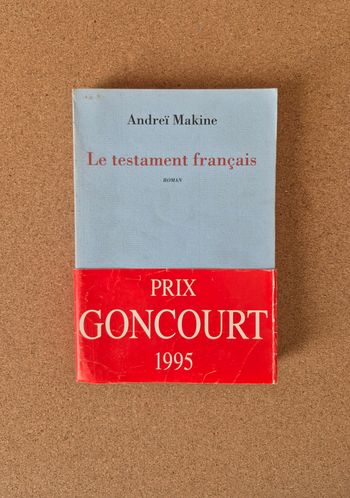 Andreï Makine
Le testament français
ROMAN
PRIX
GONCOURT
1995